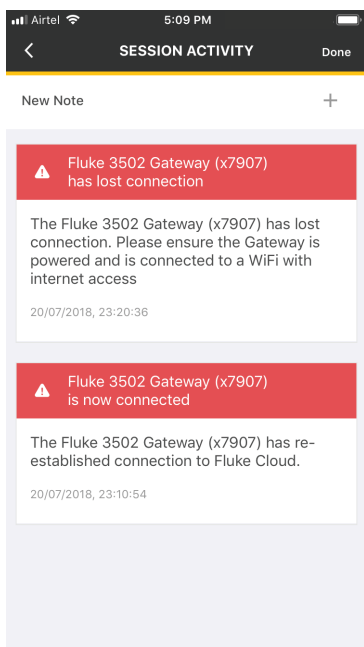 Airtel 5:09 PM
SESSION ACTIVITY Done
New Note +
Fluke 3502 Gateway (x7907)
has lost connection
The Fluke 3502 Gateway (x7907) has lost
connection. Please ensure the Gateway is
powered and is connected to a WiFi with
internet access
20/07/2018, 23:20:36
Fluke 3502 Gateway (x7907)
is now connected
The Fluke 3502 Gateway (x7907) has re-
established connection to Fluke Cloud.
20/07/2018, 23:10:54